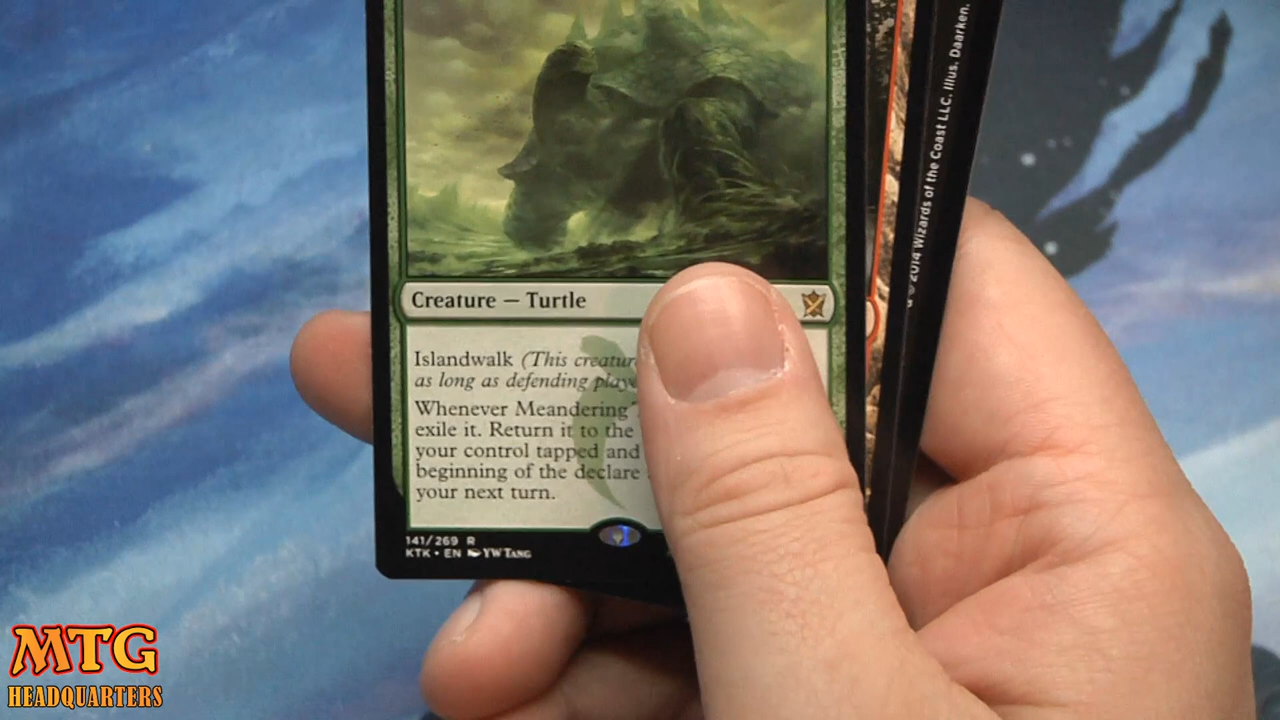 Creature — Turtle
Islandwalk (This creatur
as long as defending playe
Whenever Meandering
exile it. Return it to the
your control tapped and
beginning of the declare
your next turn.
141/269 R
KTK • EN YW TANG
2014 Wizards of the Coast LLC. Illus. Daarken.
MTG
HEADQUARTERS